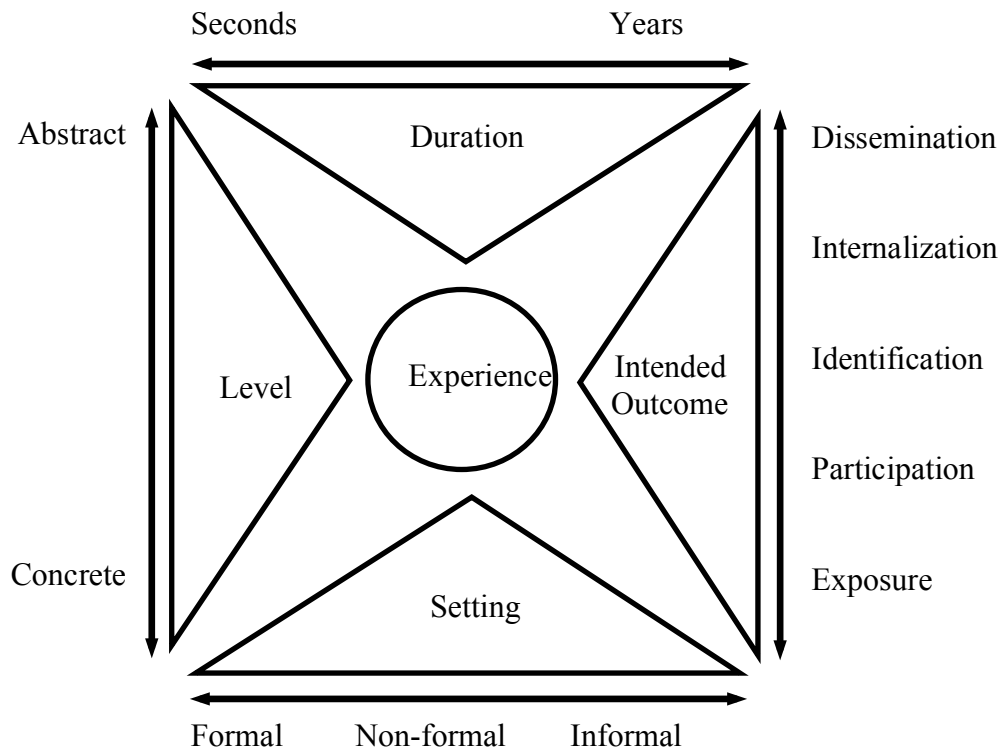 Seconds Years
Duration
Abstract
Dissemination
Internalization
Level
Experience
Intended
Outcome
Identification
Participation
Concrete
Exposure
Setting
Formal Non-formal Informal